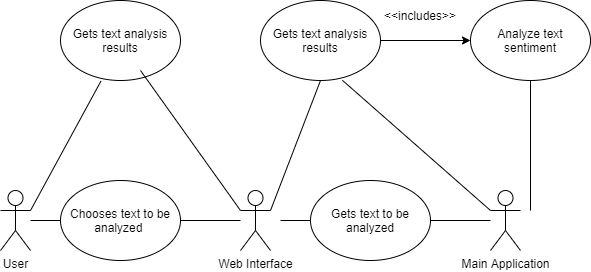 <<includes>>
Gets text analysis
results
Gets text analysis
results
Analyze text
sentiment
Chooses text to be
analyzed
Gets text to be
analyzed
User
Web Interface
Main Application